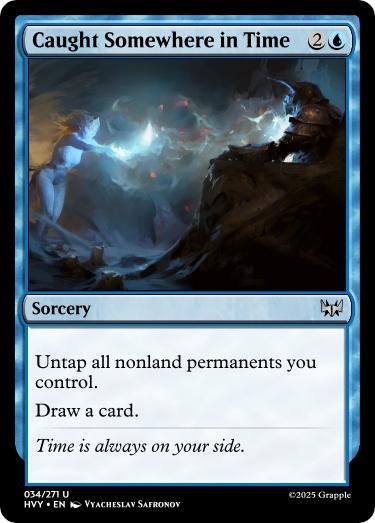 Caught Somewhere in Time 2
Sorcery
Untap all nonland permanents you
control.
Draw a card.
Time is always on your side.
034/271 U
HVY • EN Vyacheslav Safronov
©2025 Grapple